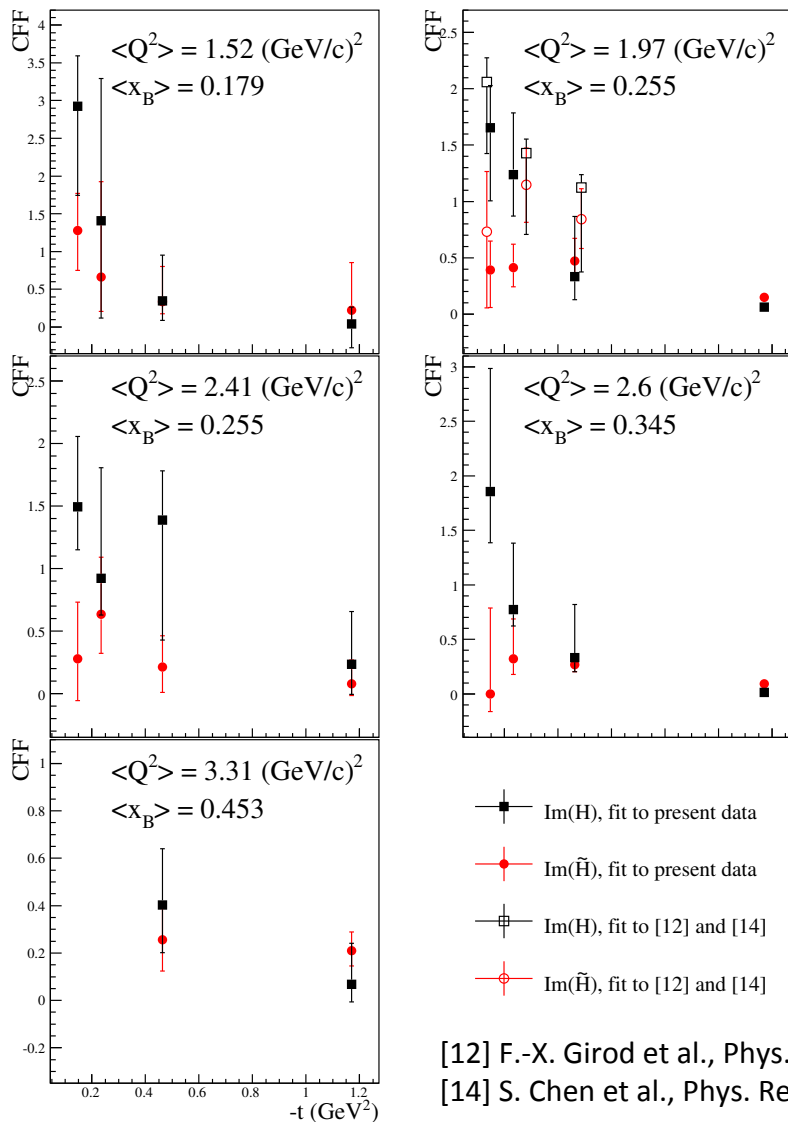 CFF
<Q²> = 1.52 (GeV/c)²
<x_B> = 0.179
4
3.5
3
2.5
2
1.5
1
0.5
0
CFF
<Q²> = 1.97 (GeV/c)²
<x_B> = 0.255
2.5
2
1.5
1
0.5
0
CFF
<Q²> = 2.41 (GeV/c)²
<x_B> = 0.255
2.5
2
1.5
1
0.5
0
CFF
<Q²> = 2.6 (GeV/c)²
<x_B> = 0.345
3
2.5
2
1.5
1
0.5
0
CFF
<Q²> = 3.31 (GeV/c)²
<x_B> = 0.453
1
0.8
0.6
0.4
0.2
0
-0.2
0.2 0.4 0.6 0.8 1 1.2
-t (GeV²)
Im(H), fit to present data
Im(H̃), fit to present data
Im(H), fit to [12] and [14]
Im(H̃), fit to [12] and [14]
[12] F.-X. Girod et al., Phys.
[14] S. Chen et al., Phys. Re